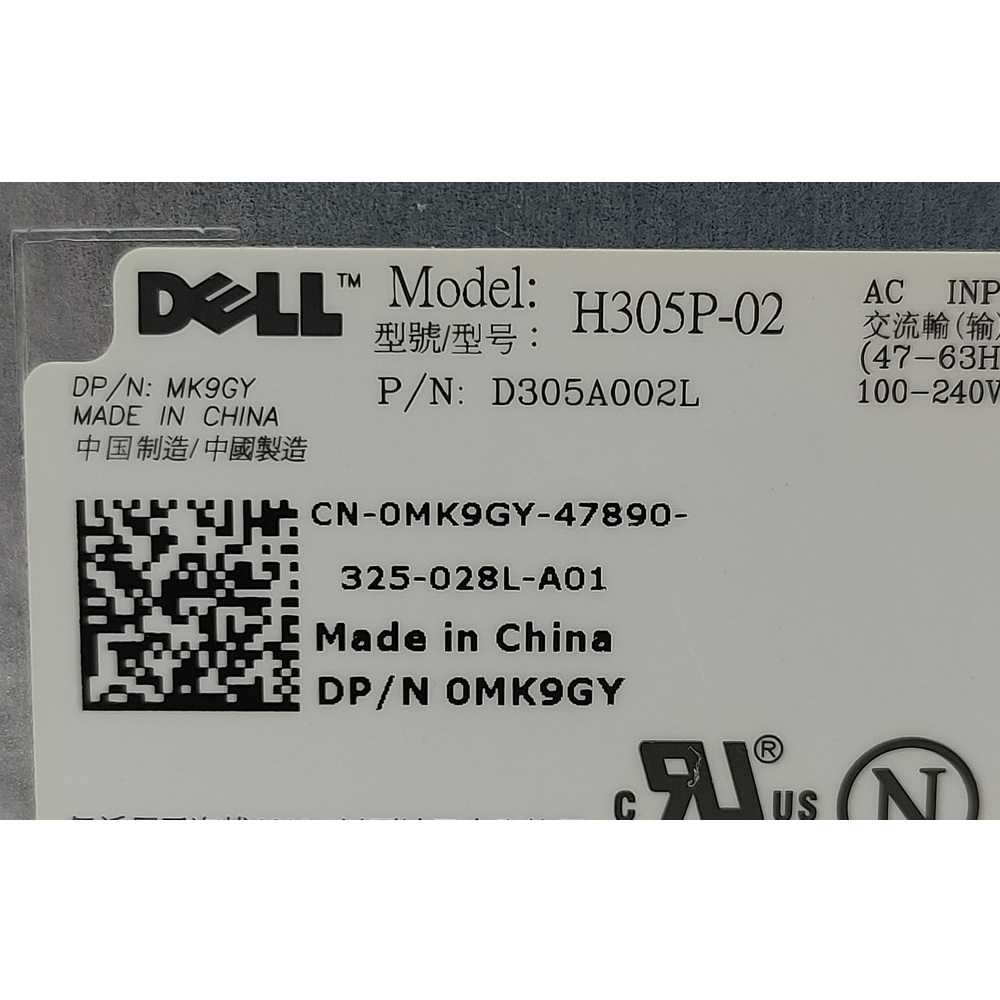 DELL™ Model: H305P-02
型號/型号：
DP/N: MK9GY
MADE IN CHINA
中国制造/中國製造
P/N: D305A002L
AC INP
交流輸(输)
(47-63H
100-240V
CN-0MK9GY-47890-
325-028L-A01
Made in China
DP/N 0MK9GY
C RU® US
N